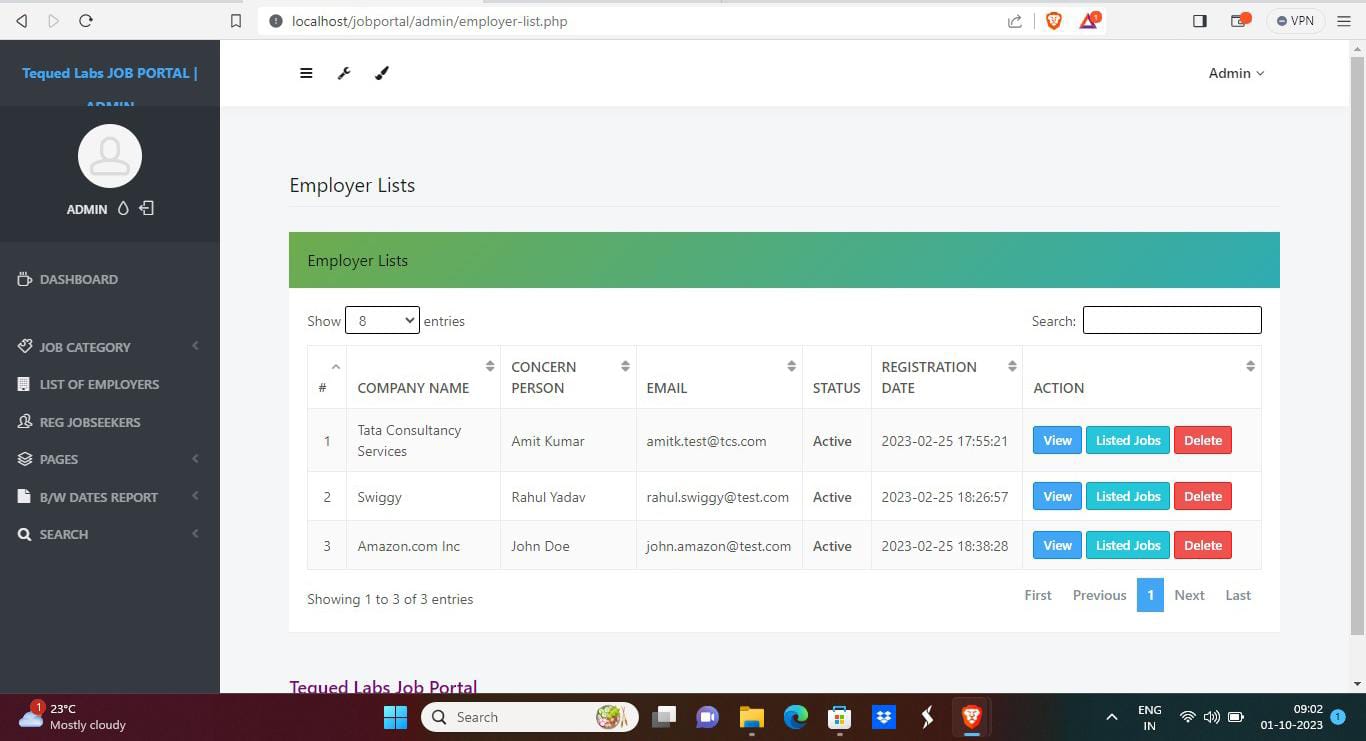 localhost/jobportal/admin/employer-list.php
1
VPN
Tequed Labs JOB PORTAL |
ADMIN
Admin
ADMIN
DASHBOARD
JOB CATEGORY
LIST OF EMPLOYERS
REG JOBSEEKERS
PAGES
B/W DATES REPORT
SEARCH
Employer Lists
Employer Lists
Show 8 entries
Search:
# COMPANY NAME CONCERN PERSON EMAIL STATUS REGISTRATION DATE ACTION
1 Tata Consultancy Services Amit Kumar amitk.test@tcs.com Active 2023-02-25 17:55:21 View Listed Jobs Delete
2 Swiggy Rahul Yadav rahul.swiggy@test.com Active 2023-02-25 18:26:57 View Listed Jobs Delete
3 Amazon.com Inc John Doe john.amazon@test.com Active 2023-02-25 18:38:28 View Listed Jobs Delete
Showing 1 to 3 of 3 entries
First Previous 1 Next Last
Tequed Labs Job Portal
1
23°C
Mostly cloudy
Search
ENG
IN
09:02
01-10-2023
1